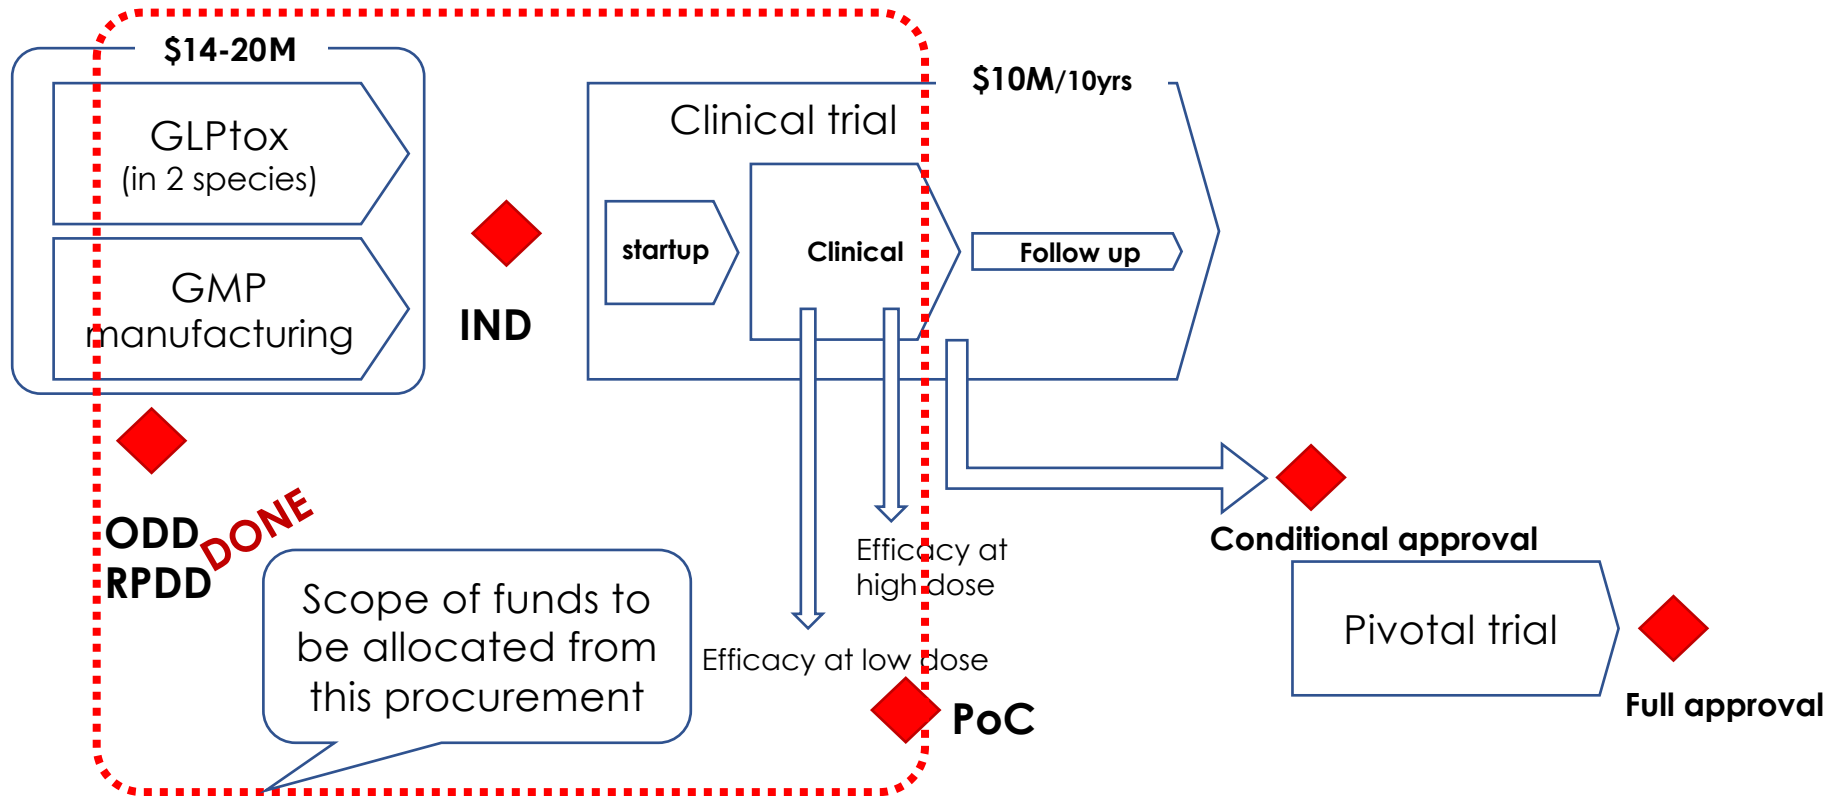 $14-20M
GLPtox
(in 2 species)
GMP
manufacturing
ODD
RPDD
DONE
IND
$10M/10yrs
Clinical trial
startup
Clinical
Follow up
Efficacy at
high dose
Efficacy at low dose
PoC
Scope of funds to
be allocated from
this procurement
Conditional approval
Pivotal trial
Full approval